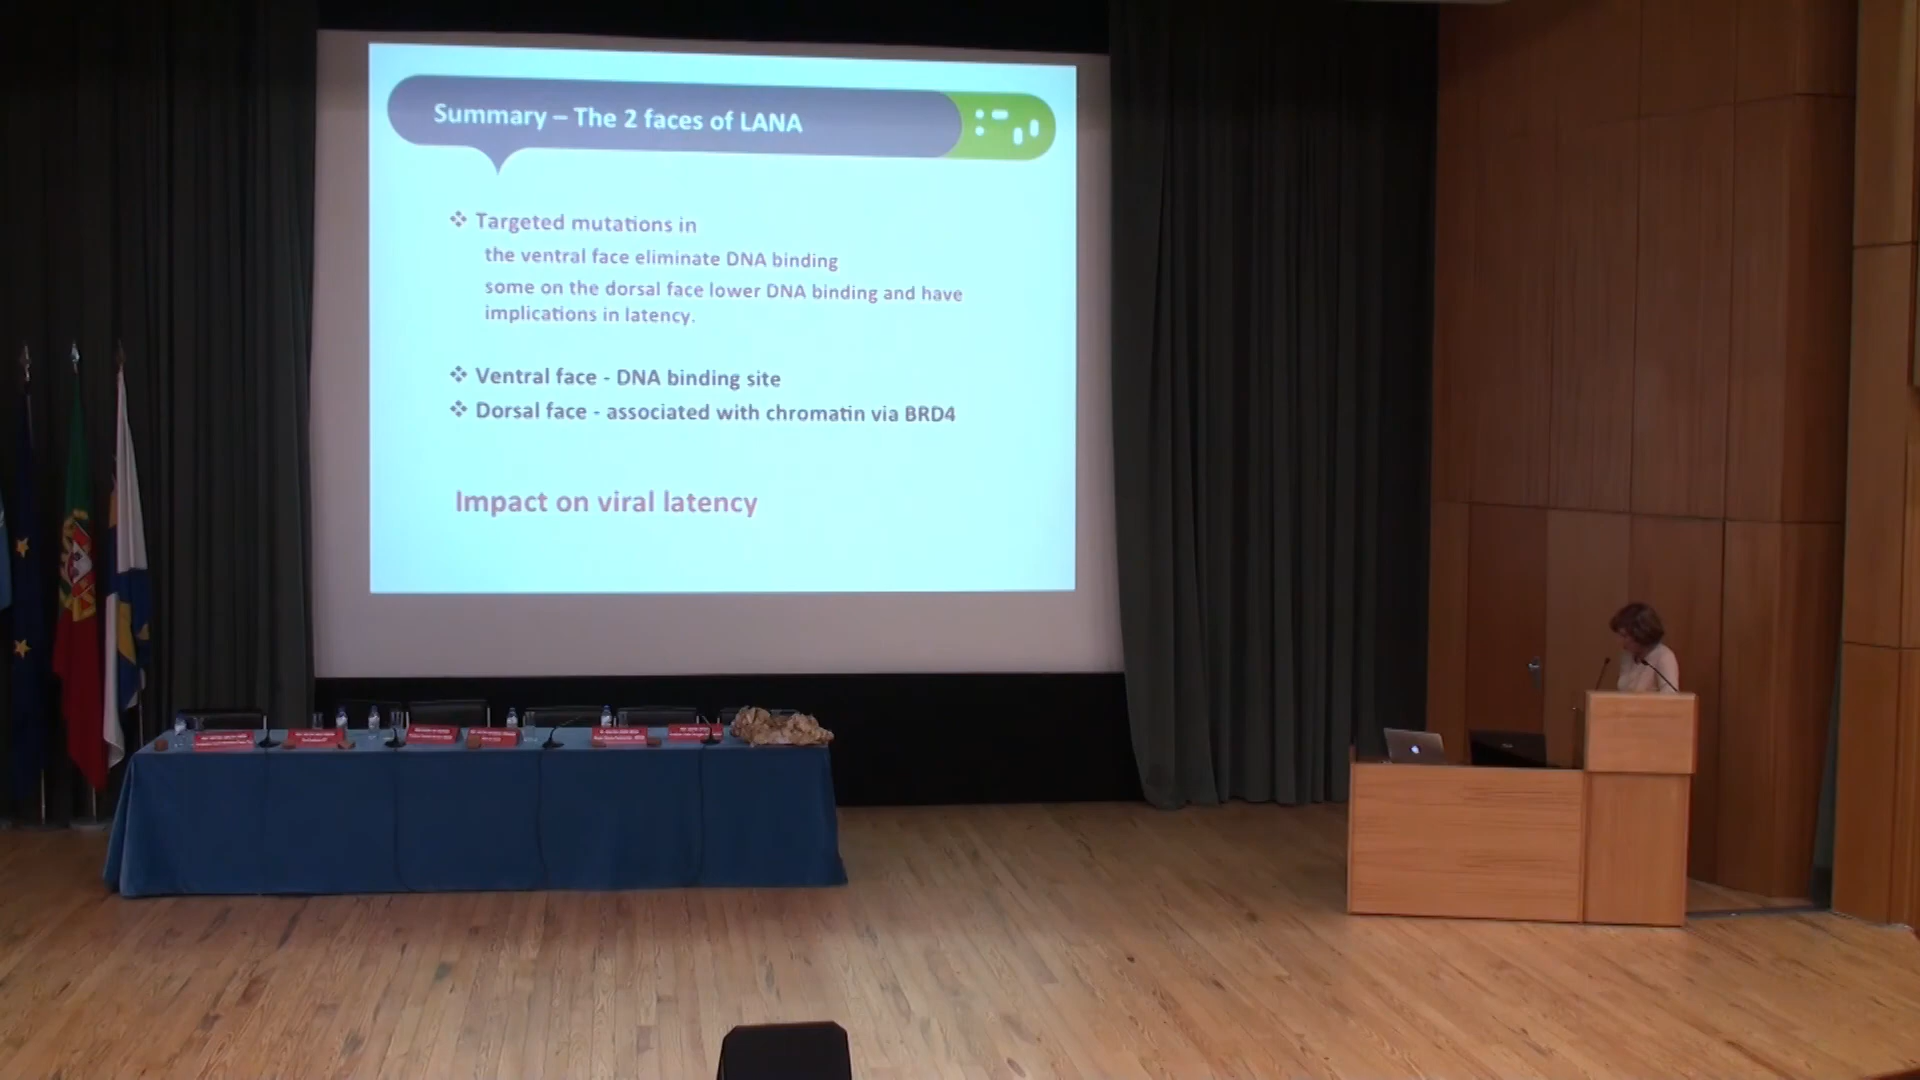 Summary – The 2 faces of LANA
❖ Targeted mutations in
the ventral face eliminate DNA binding
some on the dorsal face lower DNA binding and have
implications in latency.
❖ Ventral face - DNA binding site
❖ Dorsal face - associated with chromatin via BRD4
Impact on viral latency